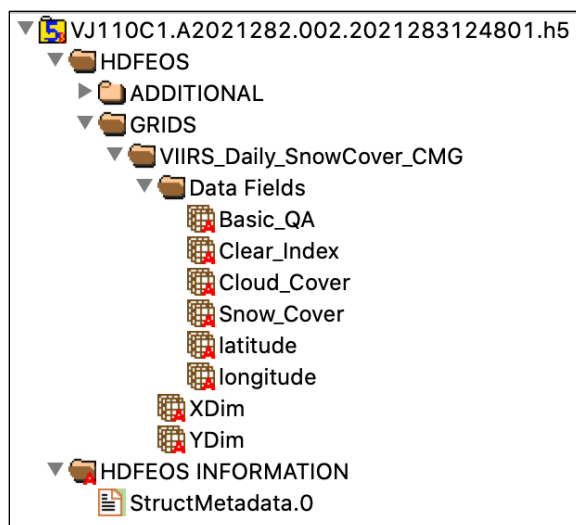 VJ110C1.A2021282.002.2021283124801.h5
HDFEOS
ADDITIONAL
GRIDS
VIIRS_Daily_SnowCover_CMG
Data Fields
Basic_QA
Clear_Index
Cloud_Cover
Snow_Cover
latitude
longitude
XDim
YDim
HDFEOS INFORMATION
StructMetadata.0